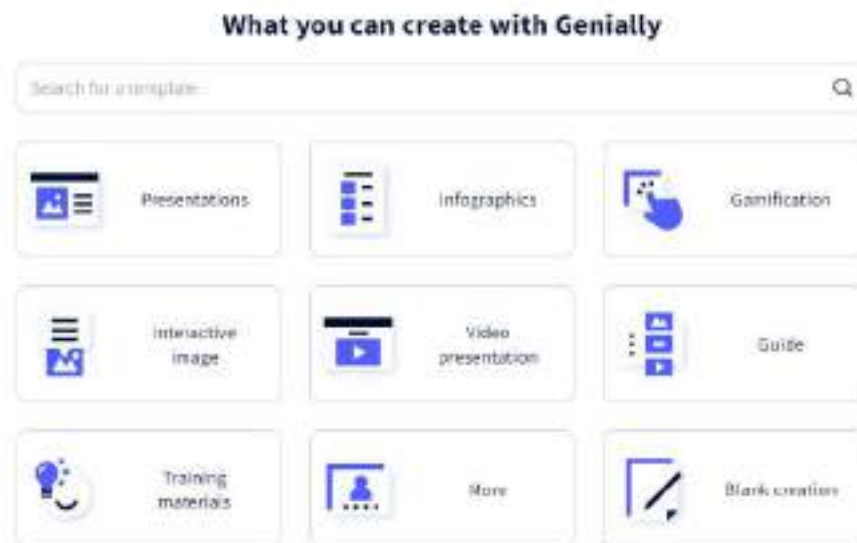 What you can create with Genially
Search for a template
Presentations
Infographics
Gamification
Interactive
image
Video
presentation
Guide
Training
materials
More
Blank creation